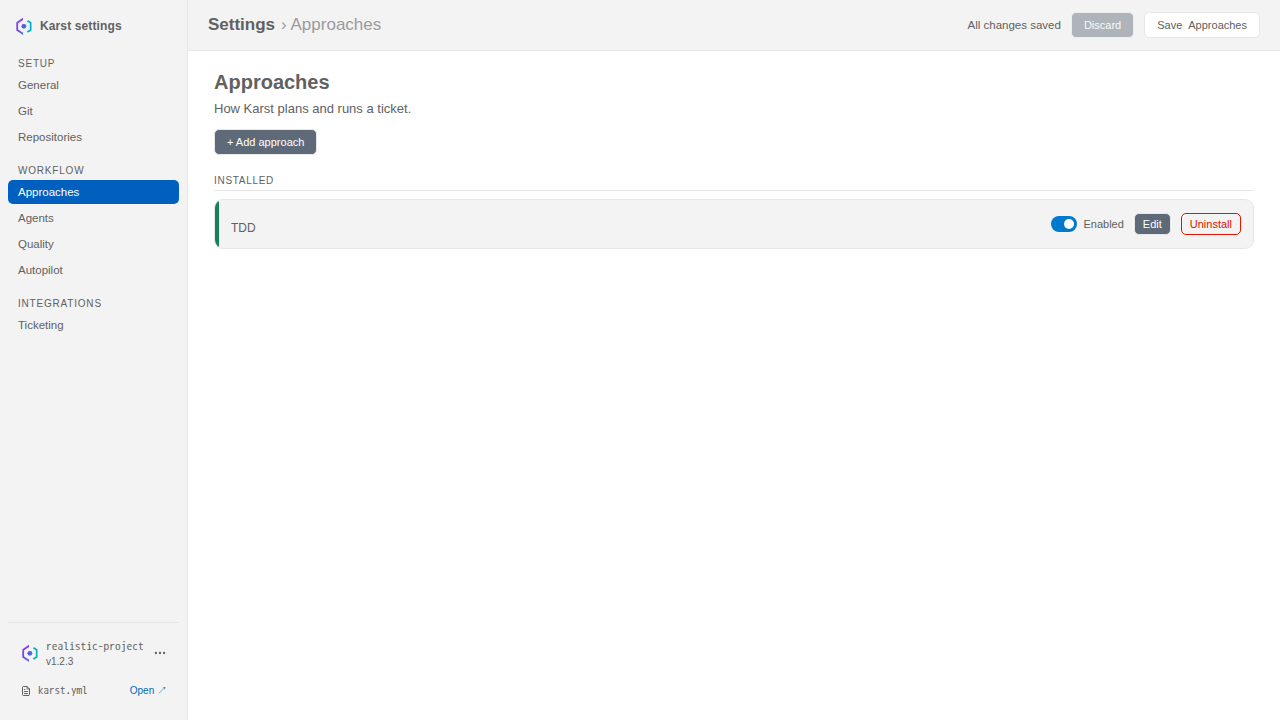 Karst settings
SETUP
General
Git
Repositories
WORKFLOW
Approaches
Agents
Quality
Autopilot
INTEGRATIONS
Ticketing
realistic-project
v1.2.3
karst.yml
Open ↗
Settings › Approaches
All changes saved
Discard
Save Approaches
Approaches
How Karst plans and runs a ticket.
+ Add approach
INSTALLED
TDD
Enabled
Edit
Uninstall